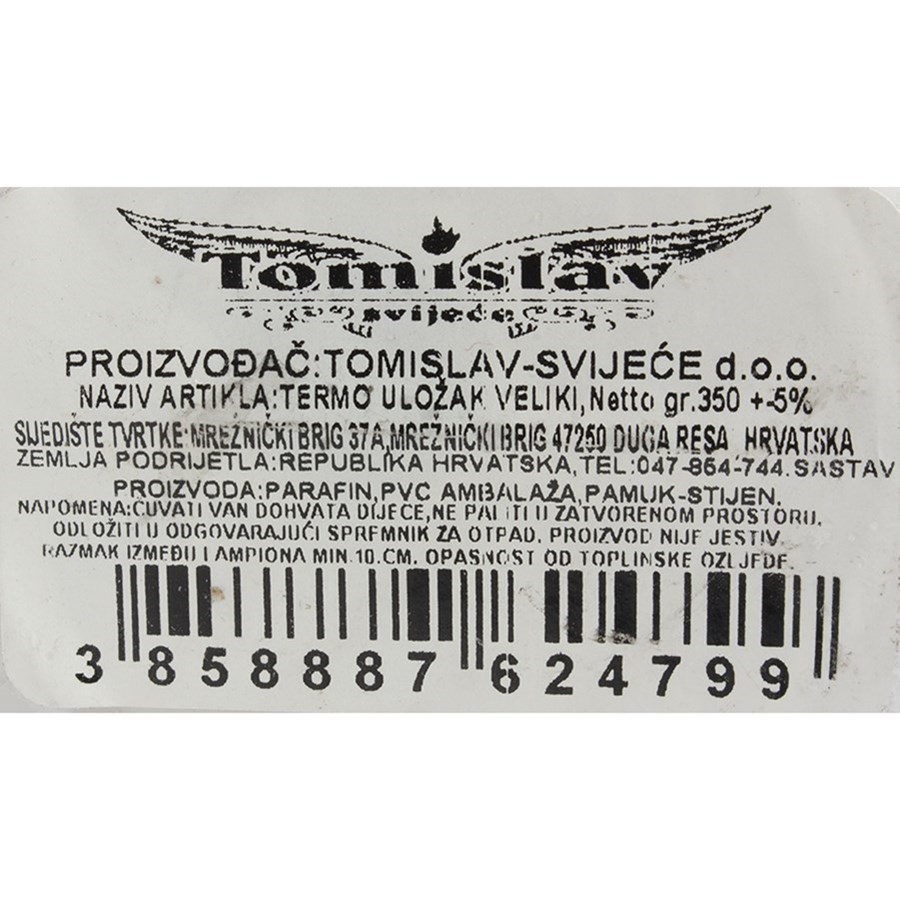 Tomislav
svijeće
PROIZVOĐAČ:TOMISLAV-SVIJEĆE d.o.o.
NAZIV ARTIKLA:TERMO ULOŽAK VELIKI,Netto gr.350 +-5%
SIJEDIŠTE TVRTKE:MREŽNIČKI BRIG 37A,MREŽNIČKI BRIG 47250 DUGA RESA HRVATSKA
ZEMLJA PODRIJETLA:REPUBLIKA HRVATSKA,TEL:047-854-744.SASTAV
PROIZVODA:PARAFIN,PVC AMBALAŽA,PAMUK-STIJEN.
NAPOMENA:ČUVATI VAN DOHVATA DIJECE,NE PALITI U ZATVORENOM PROSTORU.
ODLOŽITI U ODGOVARAJUĆI SPREMNIK ZA OTPAD. PROIZVOD NIJE JESTIV.
RAZMAK IZMEĐU LAMPIONA MIN.10.CM. OPASNOST OD TOPLINSKE OZLJEDE.
3 858887 624799